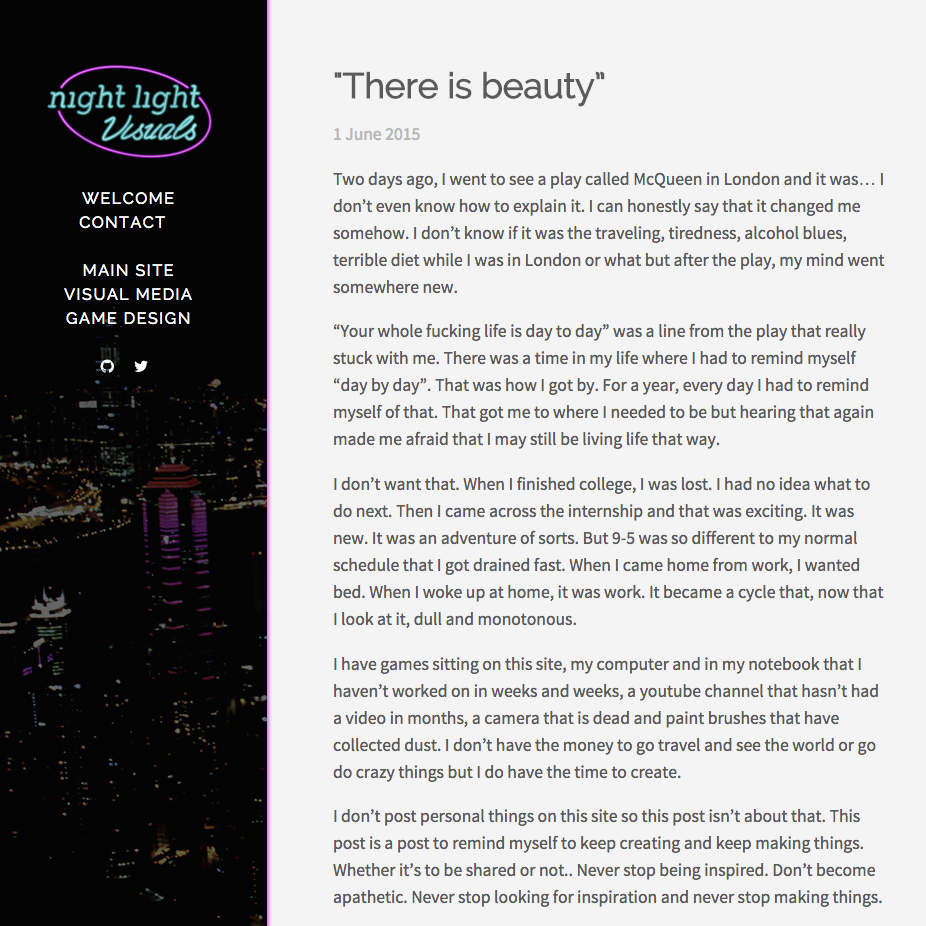 night light
Visuals
WELCOME
CONTACT
MAIN SITE
VISUAL MEDIA
GAME DESIGN
"There is beauty"
1 June 2015
Two days ago, I went to see a play called McQueen in London and it was… I
don’t even know how to explain it. I can honestly say that it changed me
somehow. I don’t know if it was the traveling, tiredness, alcohol blues,
terrible diet while I was in London or what but after the play, my mind went
somewhere new.
“Your whole fucking life is day to day” was a line from the play that really
stuck with me. There was a time in my life where I had to remind myself
“day by day”. That was how I got by. For a year, every day I had to remind
myself of that. That got me to where I needed to be but hearing that again
made me afraid that I may still be living life that way.
I don’t want that. When I finished college, I was lost. I had no idea what to
do next. Then I came across the internship and that was exciting. It was
new. It was an adventure of sorts. But 9-5 was so different to my normal
schedule that I got drained fast. When I came home from work, I wanted
bed. When I woke up at home, it was work. It became a cycle that, now that
I look at it, dull and monotonous.
I have games sitting on this site, my computer and in my notebook that I
haven’t worked on in weeks and weeks, a youtube channel that hasn’t had
a video in months, a camera that is dead and paint brushes that have
collected dust. I don’t have the money to go travel and see the world or go
do crazy things but I do have the time to create.
I don’t post personal things on this site so this post isn’t about that. This
post is a post to remind myself to keep creating and keep making things.
Whether it’s to be shared or not.. Never stop being inspired. Don’t become
apathetic. Never stop looking for inspiration and never stop making things.